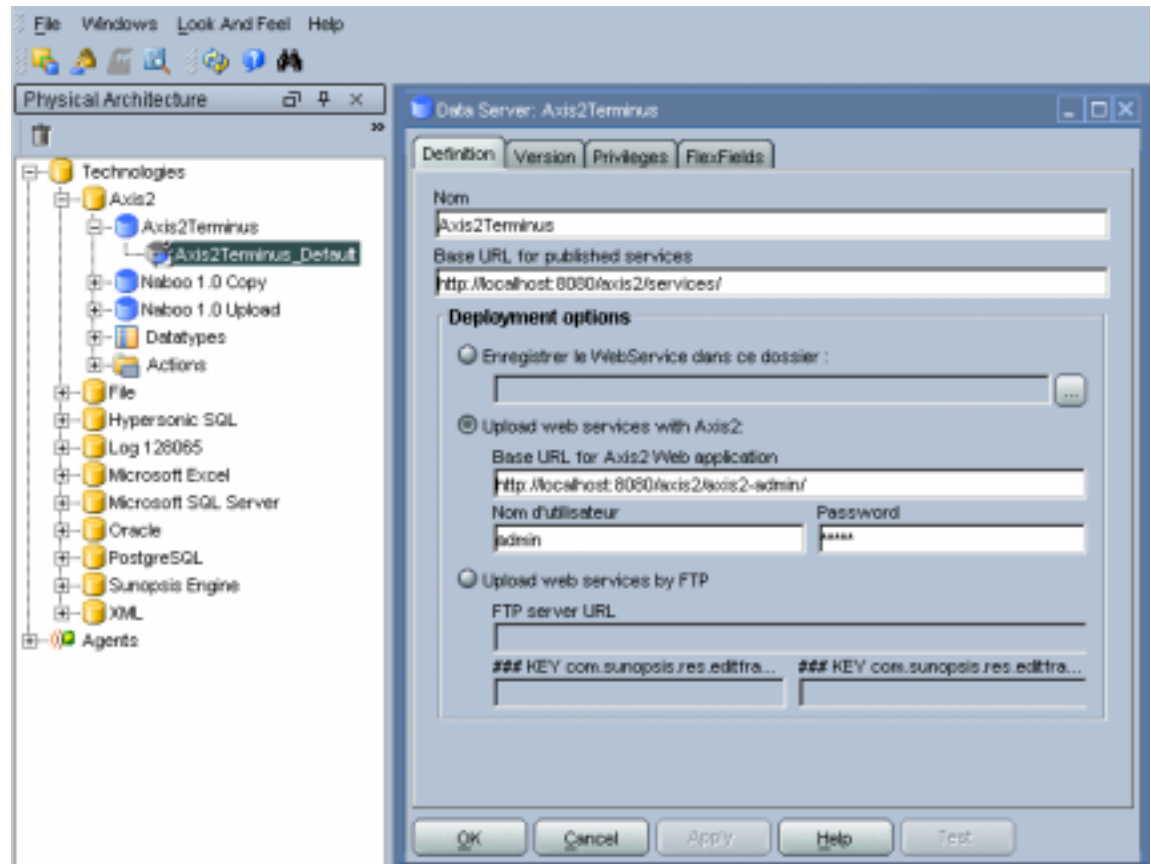 File Windows Look And Feel Help
Physical Architecture
Technologies
Axis2
Axis2Terminus
Axis2Terminus_Default
Naboo 1.0 Copy
Naboo 1.0 Upload
Datatypes
Actions
File
Hypersonic SQL
Log 128065
Microsoft Excel
Microsoft SQL Server
Oracle
PostgreSQL
Sunopsis Engine
XML
Agents
Data Server: Axis2Terminus
Definition Version Privileges FlexFields
Nom
Axis2Terminus
Base URL for published services
http://localhost:8080/axis2/services/
Deployment options
Enregistrer le WebService dans ce dossier :
...
Upload web services with Axis2:
Base URL for Axis2 Web application
http://localhost:8080/axis2/axis2-admin/
Nom d'utilisateur Password
admin *****
Upload web services by FTP
FTP server URL
### KEY com.sunopsis.res.editfra... ### KEY com.sunopsis.res.editfra...
OK Cancel Apply Help Test